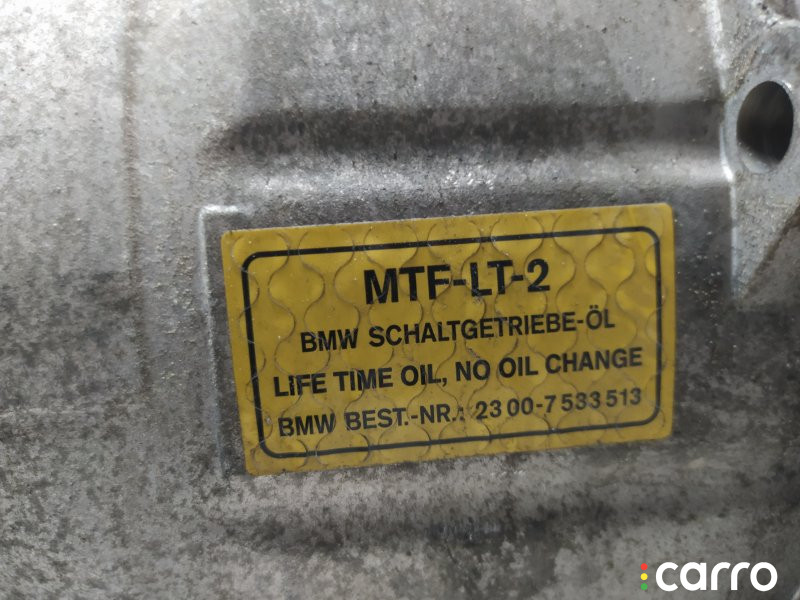 MTF-LT-2
BMW SCHALTGETRIEBE-ÖL
LIFE TIME OIL, NO OIL CHANGE
BMW BEST.-NR.: 23 00-7 533 513
carro